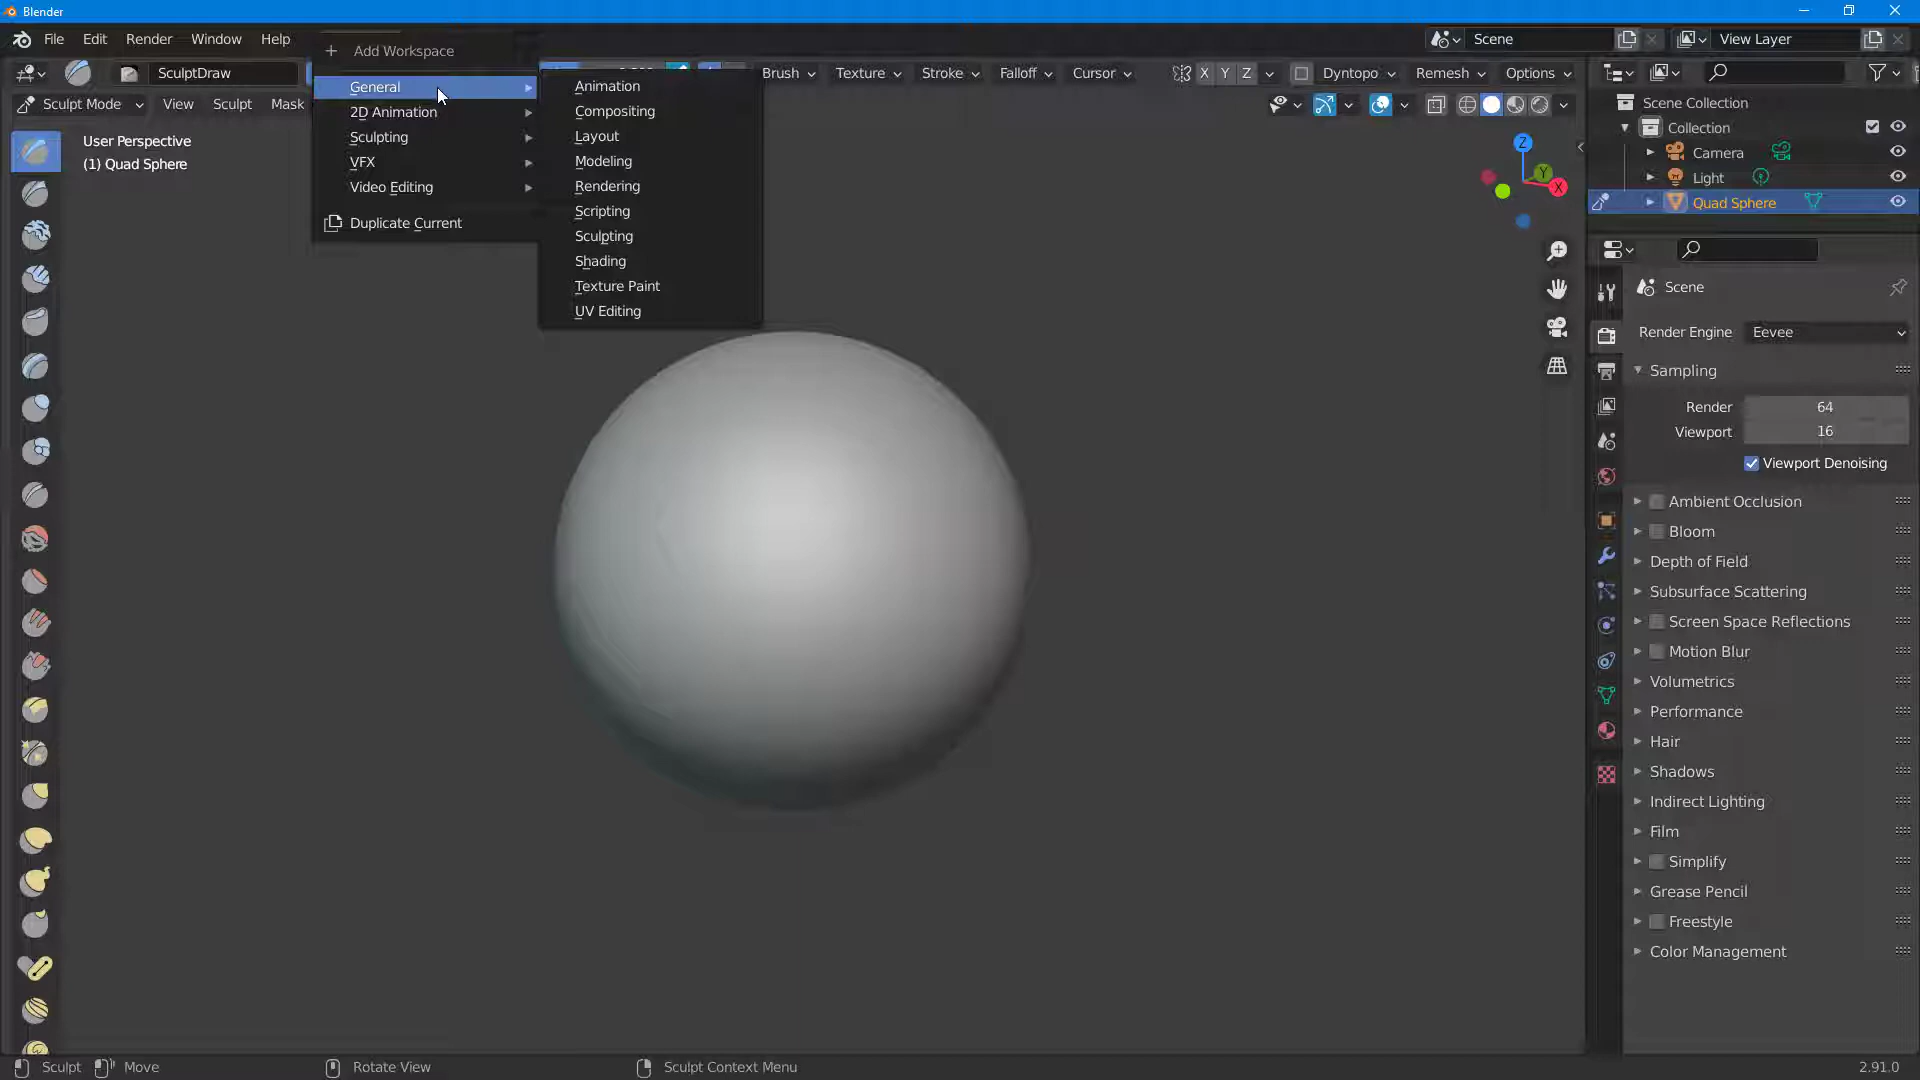 Blender
File Edit Render Window Help
Add Workspace
Scene
View Layer
SculptDraw
Brush Texture Stroke Falloff Cursor
X Y Z
Dyntopo Remesh Options
Sculpt Mode View Sculpt Mask
General
2D Animation
Sculpting
VFX
Video Editing
Duplicate Current
Animation
Compositing
Layout
Modeling
Rendering
Scripting
Sculpting
Shading
Texture Paint
UV Editing
User Perspective
(1) Quad Sphere
Z
Y
X
Scene Collection
Collection
Camera
Light
Quad Sphere
Scene
Render Engine Eevee
Sampling
Render 64
Viewport 16
Viewport Denoising
Ambient Occlusion
Bloom
Depth of Field
Subsurface Scattering
Screen Space Reflections
Motion Blur
Volumetrics
Performance
Hair
Shadows
Indirect Lighting
Film
Simplify
Grease Pencil
Freestyle
Color Management
Sculpt Move Rotate View Sculpt Context Menu 2.91.0